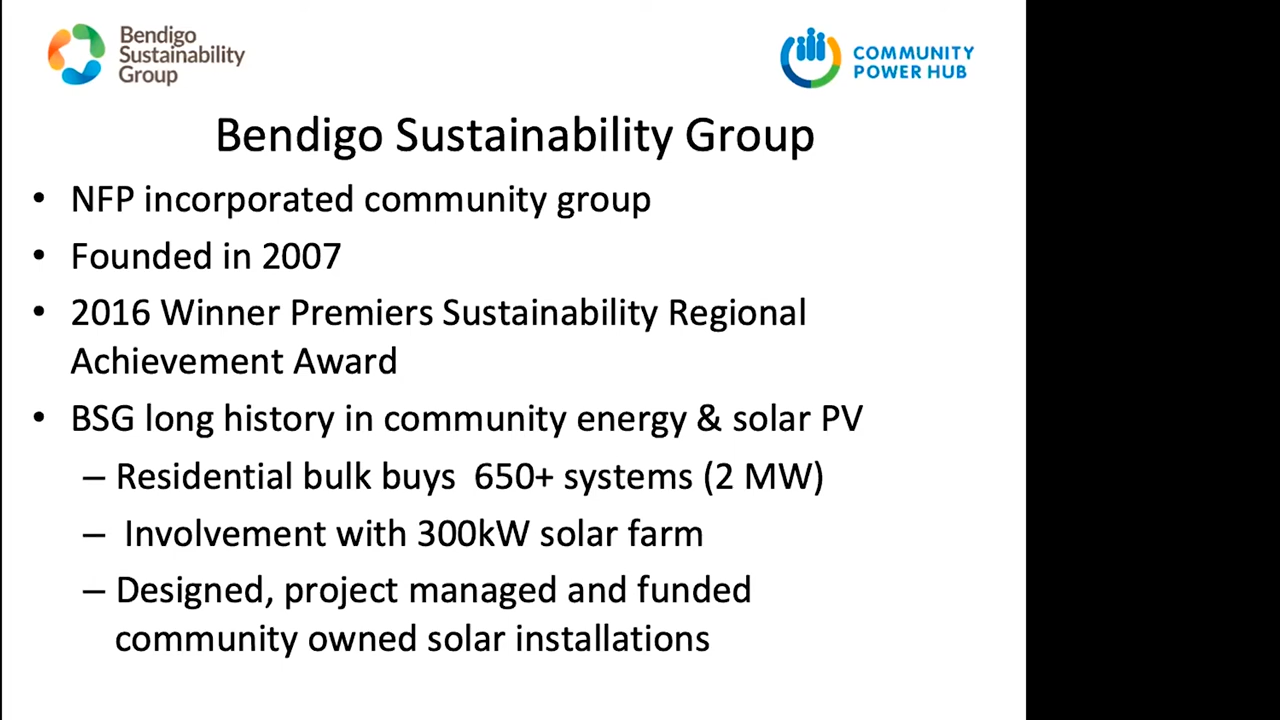 Bendigo
Sustainability
Group
COMMUNITY
POWER HUB
Bendigo Sustainability Group
• NFP incorporated community group
• Founded in 2007
• 2016 Winner Premiers Sustainability Regional
Achievement Award
• BSG long history in community energy & solar PV
– Residential bulk buys  650+ systems (2 MW)
–  Involvement with 300kW solar farm
– Designed, project managed and funded
community owned solar installations